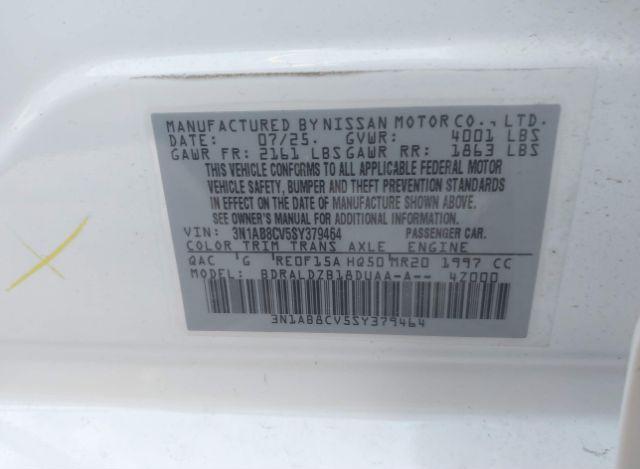 MANUFACTURED BY NISSAN MOTOR CO., LTD.
DATE: 07/25. GVWR: 4001 LBS
GAWR FR: 2161 LBS GAWR RR: 1863 LBS
THIS VEHICLE CONFORMS TO ALL APPLICABLE FEDERAL MOTOR
VEHICLE SAFETY, BUMPER AND THEFT PREVENTION STANDARDS
IN EFFECT ON THE DATE OF MANUFACTURE SHOWN ABOVE.
SEE OWNER'S MANUAL FOR ADDITIONAL INFORMATION.
VIN: 3N1AB8CV5SY379464 PASSENGER CAR.
COLOR TRIM TRANS AXLE ENGINE
QAC G RE0F15A HQ50 MR20 1997 CC
MODEL: BDRALDZB18DUAA-A-- 47000
3N1AB8CV5SY379464